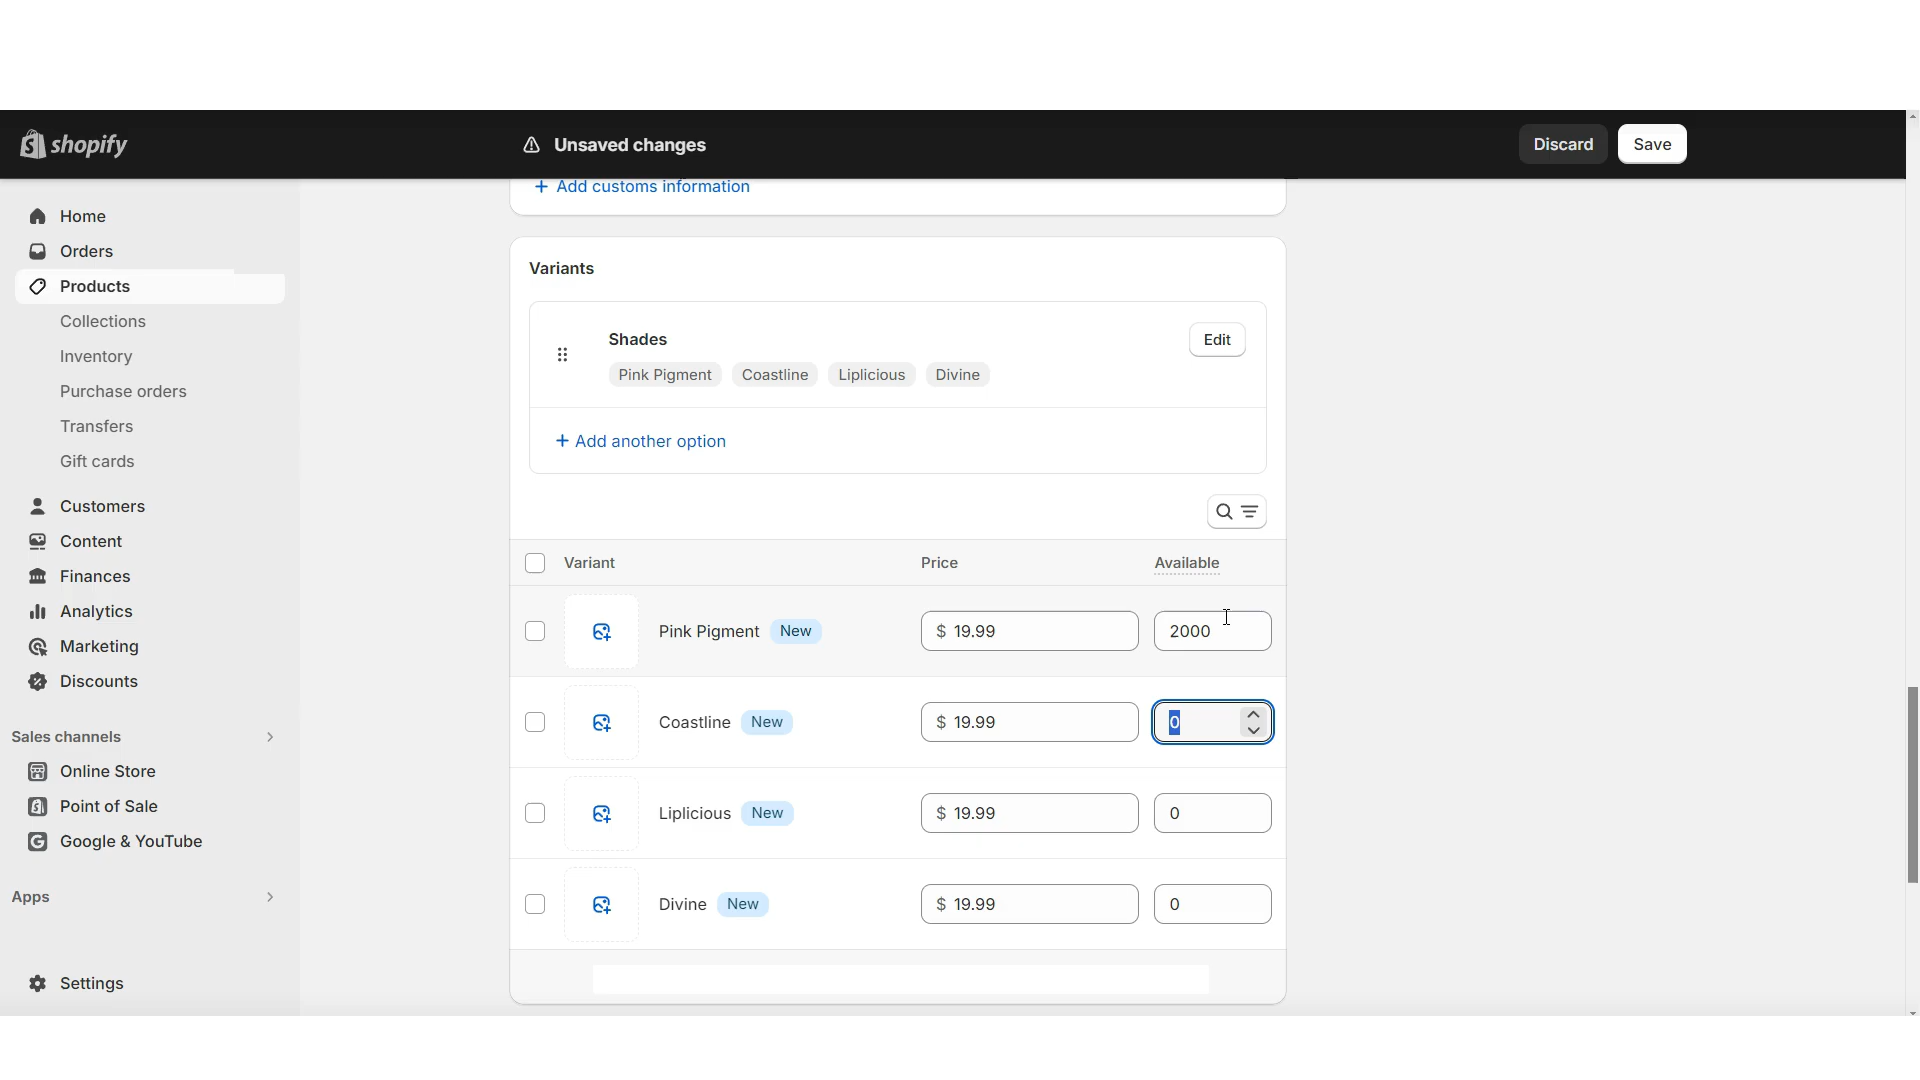 shopify
Unsaved changes
Discard
Save
+ Add customs information
Home
Orders
Products
Collections
Inventory
Purchase orders
Transfers
Gift cards
Customers
Content
Finances
Analytics
Marketing
Discounts
Sales channels
Online Store
Point of Sale
Google & YouTube
Apps
Settings
Variants
Shades
Edit
Pink Pigment Coastline Liplicious Divine
+ Add another option
Variant Price Available
Pink Pigment New $ 19.99 2000
Coastline New $ 19.99 0
Liplicious New $ 19.99 0
Divine New $ 19.99 0